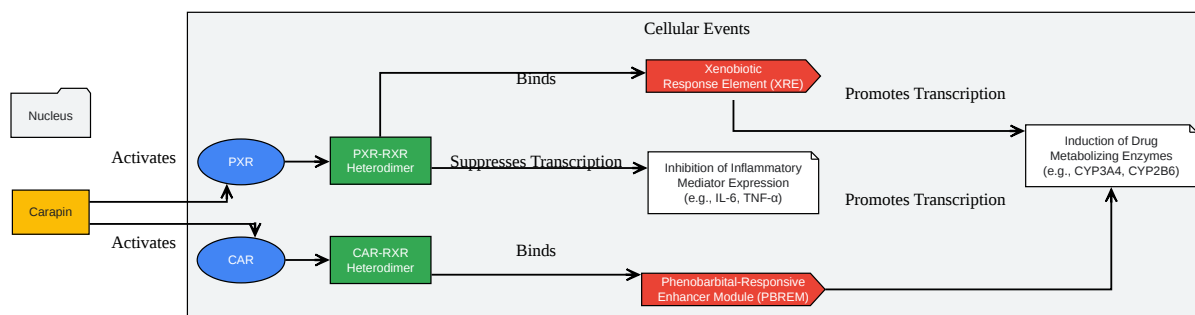 Cellular Events
Xenobiotic
Response Element (XRE)
Binds
Promotes Transcription
Nucleus
Activates
PXR
PXR-RXR
Heterodimer
Suppresses Transcription
Inhibition of Inflammatory
Mediator Expression
(e.g., IL-6, TNF-α)
Induction of Drug
Metabolizing Enzymes
(e.g., CYP3A4, CYP2B6)
Promotes Transcription
Carapin
Activates
CAR
CAR-RXR
Heterodimer
Binds
Phenobarbital-Responsive
Enhancer Module (PBREM)